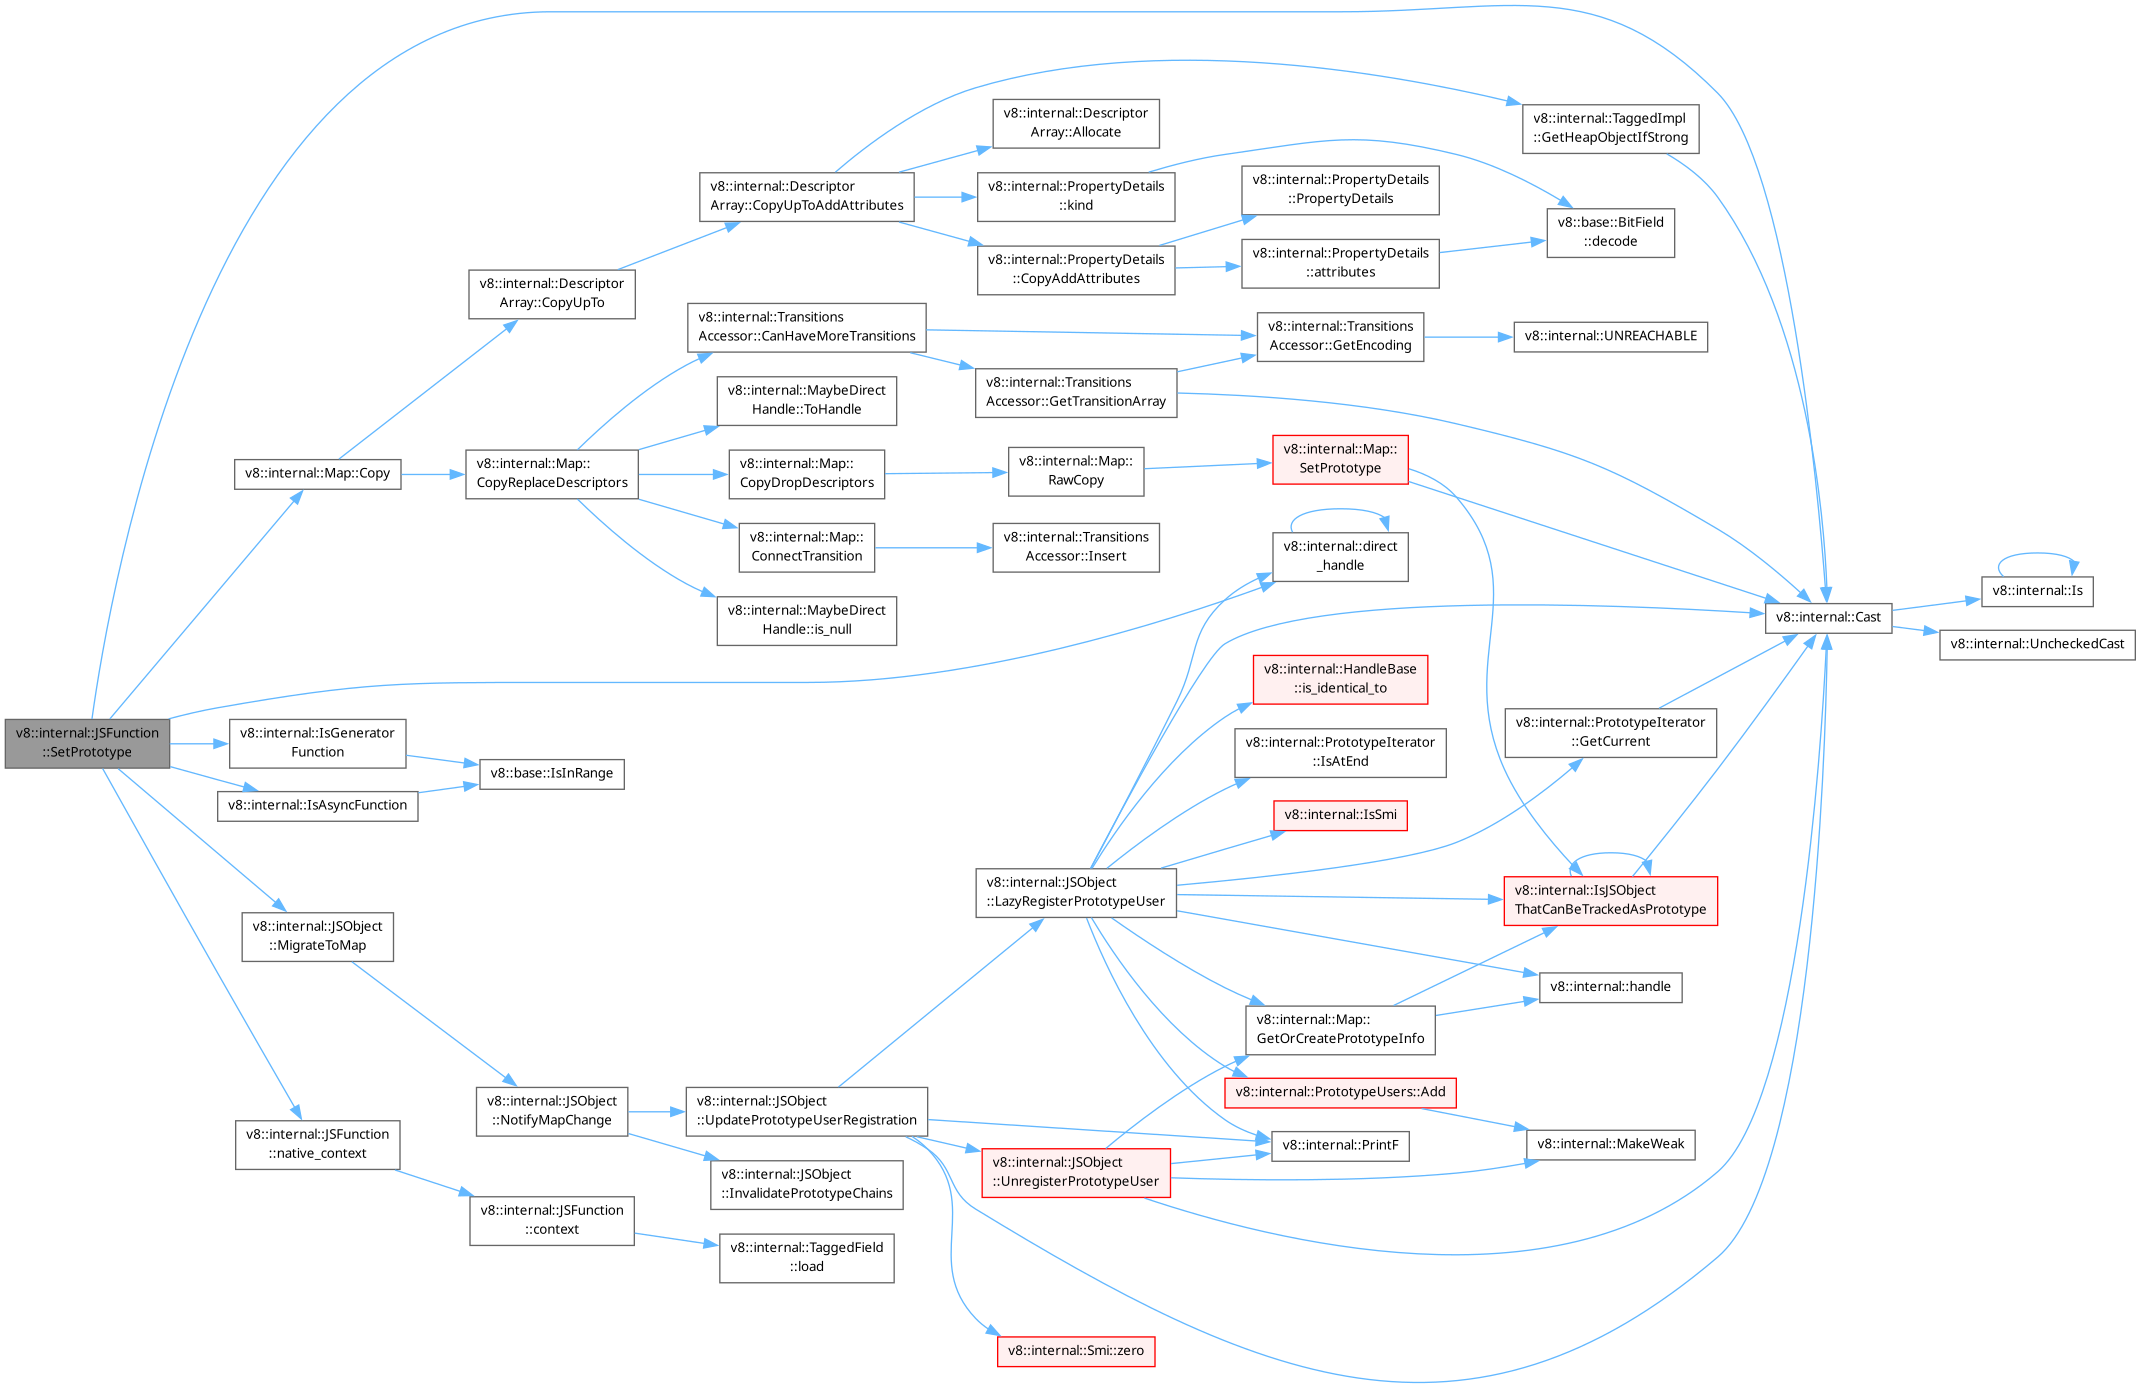 v8::internal::JSFunction
::SetPrototype
v8::internal::Map::Copy
v8::internal::IsGenerator
Function
v8::internal::IsAsyncFunction
v8::internal::JSObject
::MigrateToMap
v8::internal::JSFunction
::native_context
v8::internal::Descriptor
Array::CopyUpTo
v8::internal::Map::
CopyReplaceDescriptors
v8::base::IsInRange
v8::internal::JSObject
::NotifyMapChange
v8::internal::JSFunction
::context
v8::internal::Descriptor
Array::CopyUpToAddAttributes
v8::internal::Transitions
Accessor::CanHaveMoreTransitions
v8::internal::MaybeDirect
Handle::ToHandle
v8::internal::Map::
CopyDropDescriptors
v8::internal::Map::
ConnectTransition
v8::internal::MaybeDirect
Handle::is_null
v8::internal::JSObject
::UpdatePrototypeUserRegistration
v8::internal::JSObject
::InvalidatePrototypeChains
v8::internal::TaggedField
::load
v8::internal::Descriptor
Array::Allocate
v8::internal::PropertyDetails
::kind
v8::internal::PropertyDetails
::CopyAddAttributes
v8::internal::Transitions
Accessor::GetTransitionArray
v8::internal::Map::
RawCopy
v8::internal::Transitions
Accessor::Insert
v8::internal::JSObject
::LazyRegisterPrototypeUser
v8::internal::JSObject
::UnregisterPrototypeUser
v8::internal::Smi::zero
v8::internal::PropertyDetails
::PropertyDetails
v8::internal::PropertyDetails
::attributes
v8::internal::Transitions
Accessor::GetEncoding
v8::internal::Map::
SetPrototype
v8::internal::direct
_handle
v8::internal::HandleBase
::is_identical_to
v8::internal::PrototypeIterator
::IsAtEnd
v8::internal::IsSmi
v8::internal::Map::
GetOrCreatePrototypeInfo
v8::internal::PrototypeUsers::Add
v8::internal::PrintF
v8::internal::TaggedImpl
::GetHeapObjectIfStrong
v8::base::BitField
::decode
v8::internal::UNREACHABLE
v8::internal::PrototypeIterator
::GetCurrent
v8::internal::IsJSObject
ThatCanBeTrackedAsPrototype
v8::internal::handle
v8::internal::MakeWeak
v8::internal::Cast
v8::internal::Is
v8::internal::UncheckedCast